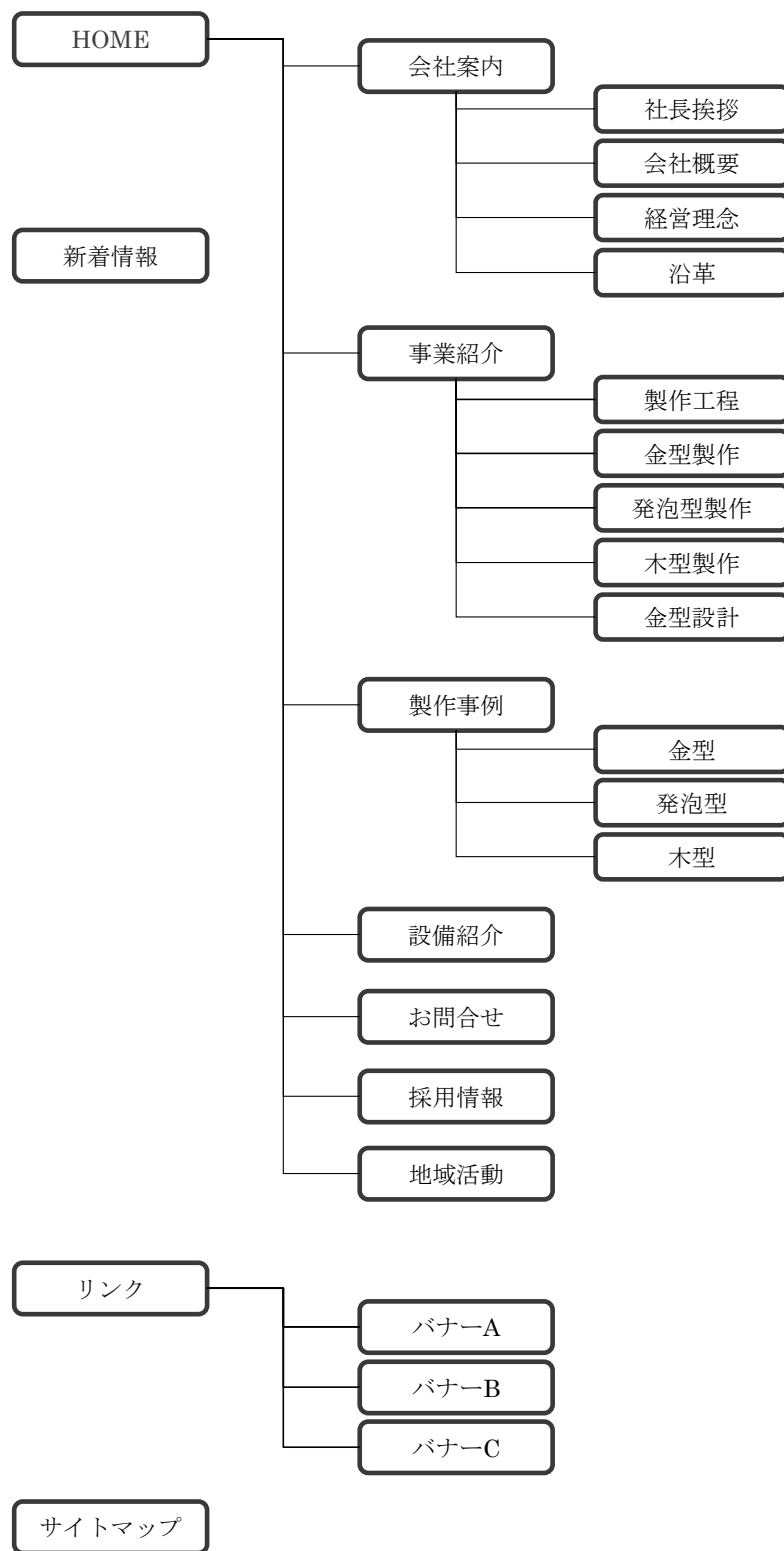 HOME
会社案内
社長挨拶
会社概要
経営理念
沿革
新着情報
事業紹介
製作工程
金型製作
発泡型製作
木型製作
金型設計
製作事例
金型
発泡型
木型
設備紹介
お問合せ
採用情報
地域活動
リンク
バナーA
バナーB
バナーC
サイトマップ